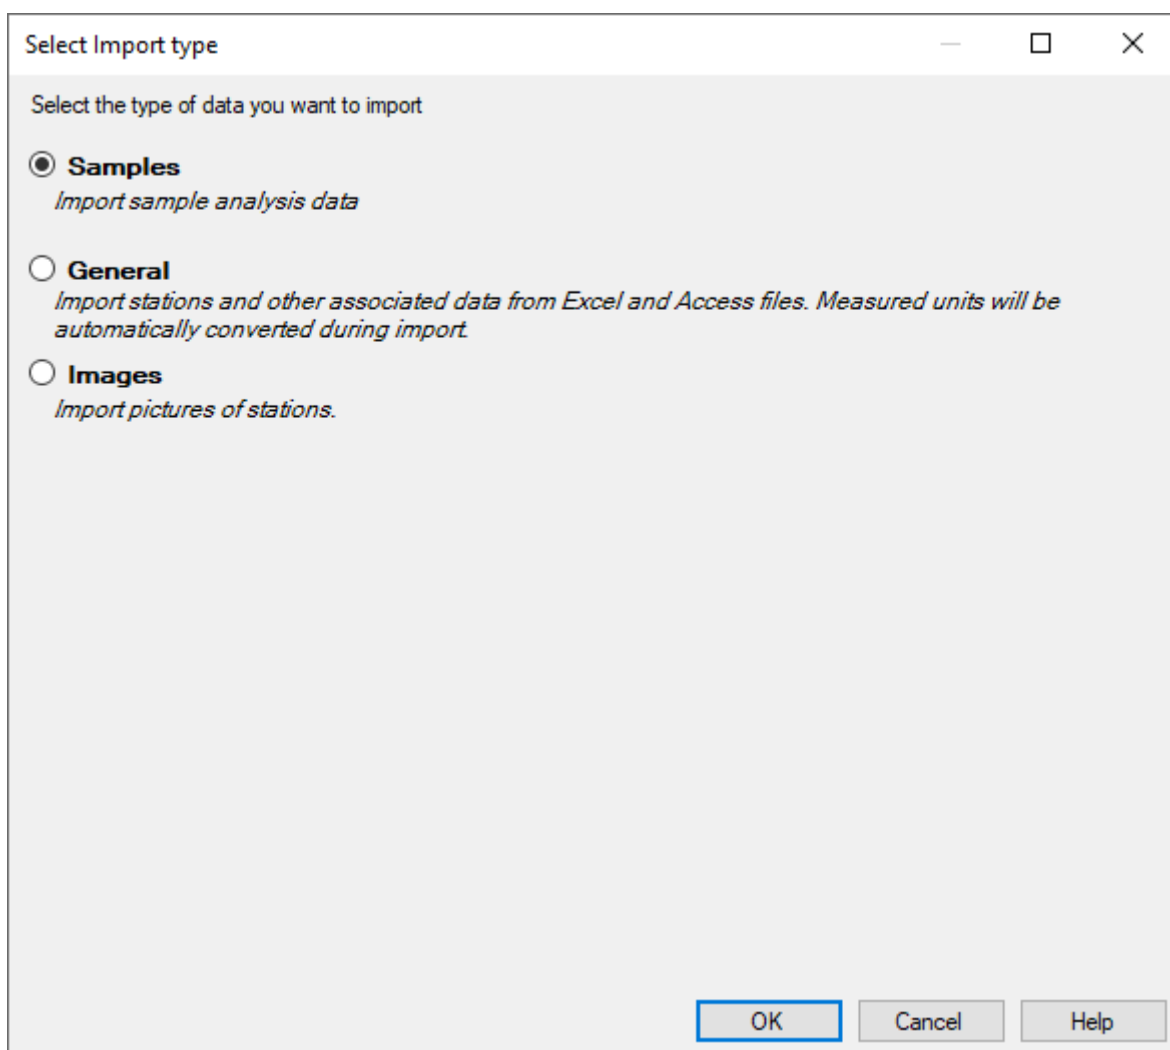 Select Import type
Select the type of data you want to import
Samples
Import sample analysis data
General
Import stations and other associated data from Excel and Access files. Measured units will be
automatically converted during import.
Images
Import pictures of stations.
OK Cancel Help